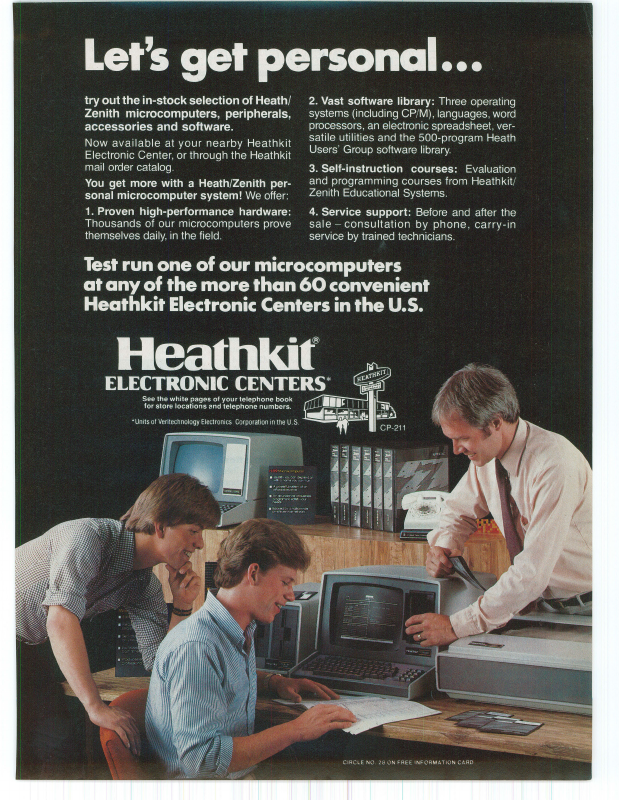 Let's get personal...
try out the in-stock selection of Heath/
Zenith microcomputers, peripherals,
accessories and software.
Now available at your nearby Heathkit
Electronic Center, or through the Heathkit
mail order catalog.
You get more with a Heath/Zenith per-
sonal microcomputer system! We offer:
1. Proven high-performance hardware:
Thousands of our microcomputers prove
themselves daily, in the field.
2. Vast software library: Three operating
systems (including CP/M), languages, word
processors, an electronic spreadsheet, ver-
satile utilities and the 500-program Heath
Users' Group software library.
3. Self-instruction courses: Evaluation
and programming courses from Heathkit/
Zenith Educational Systems.
4. Service support: Before and after the
sale – consultation by phone, carry-in
service by trained technicians.
Test run one of our microcomputers
at any of the more than 60 convenient
Heathkit Electronic Centers in the U.S.
Heathkit®
ELECTRONIC CENTERS*
See the white pages of your telephone book
for store locations and telephone numbers.
*Units of Veritechnology Electronics Corporation in the U.S.
HEATHKIT
CP-211
CIRCLE NO. 28 ON FREE INFORMATION CARD